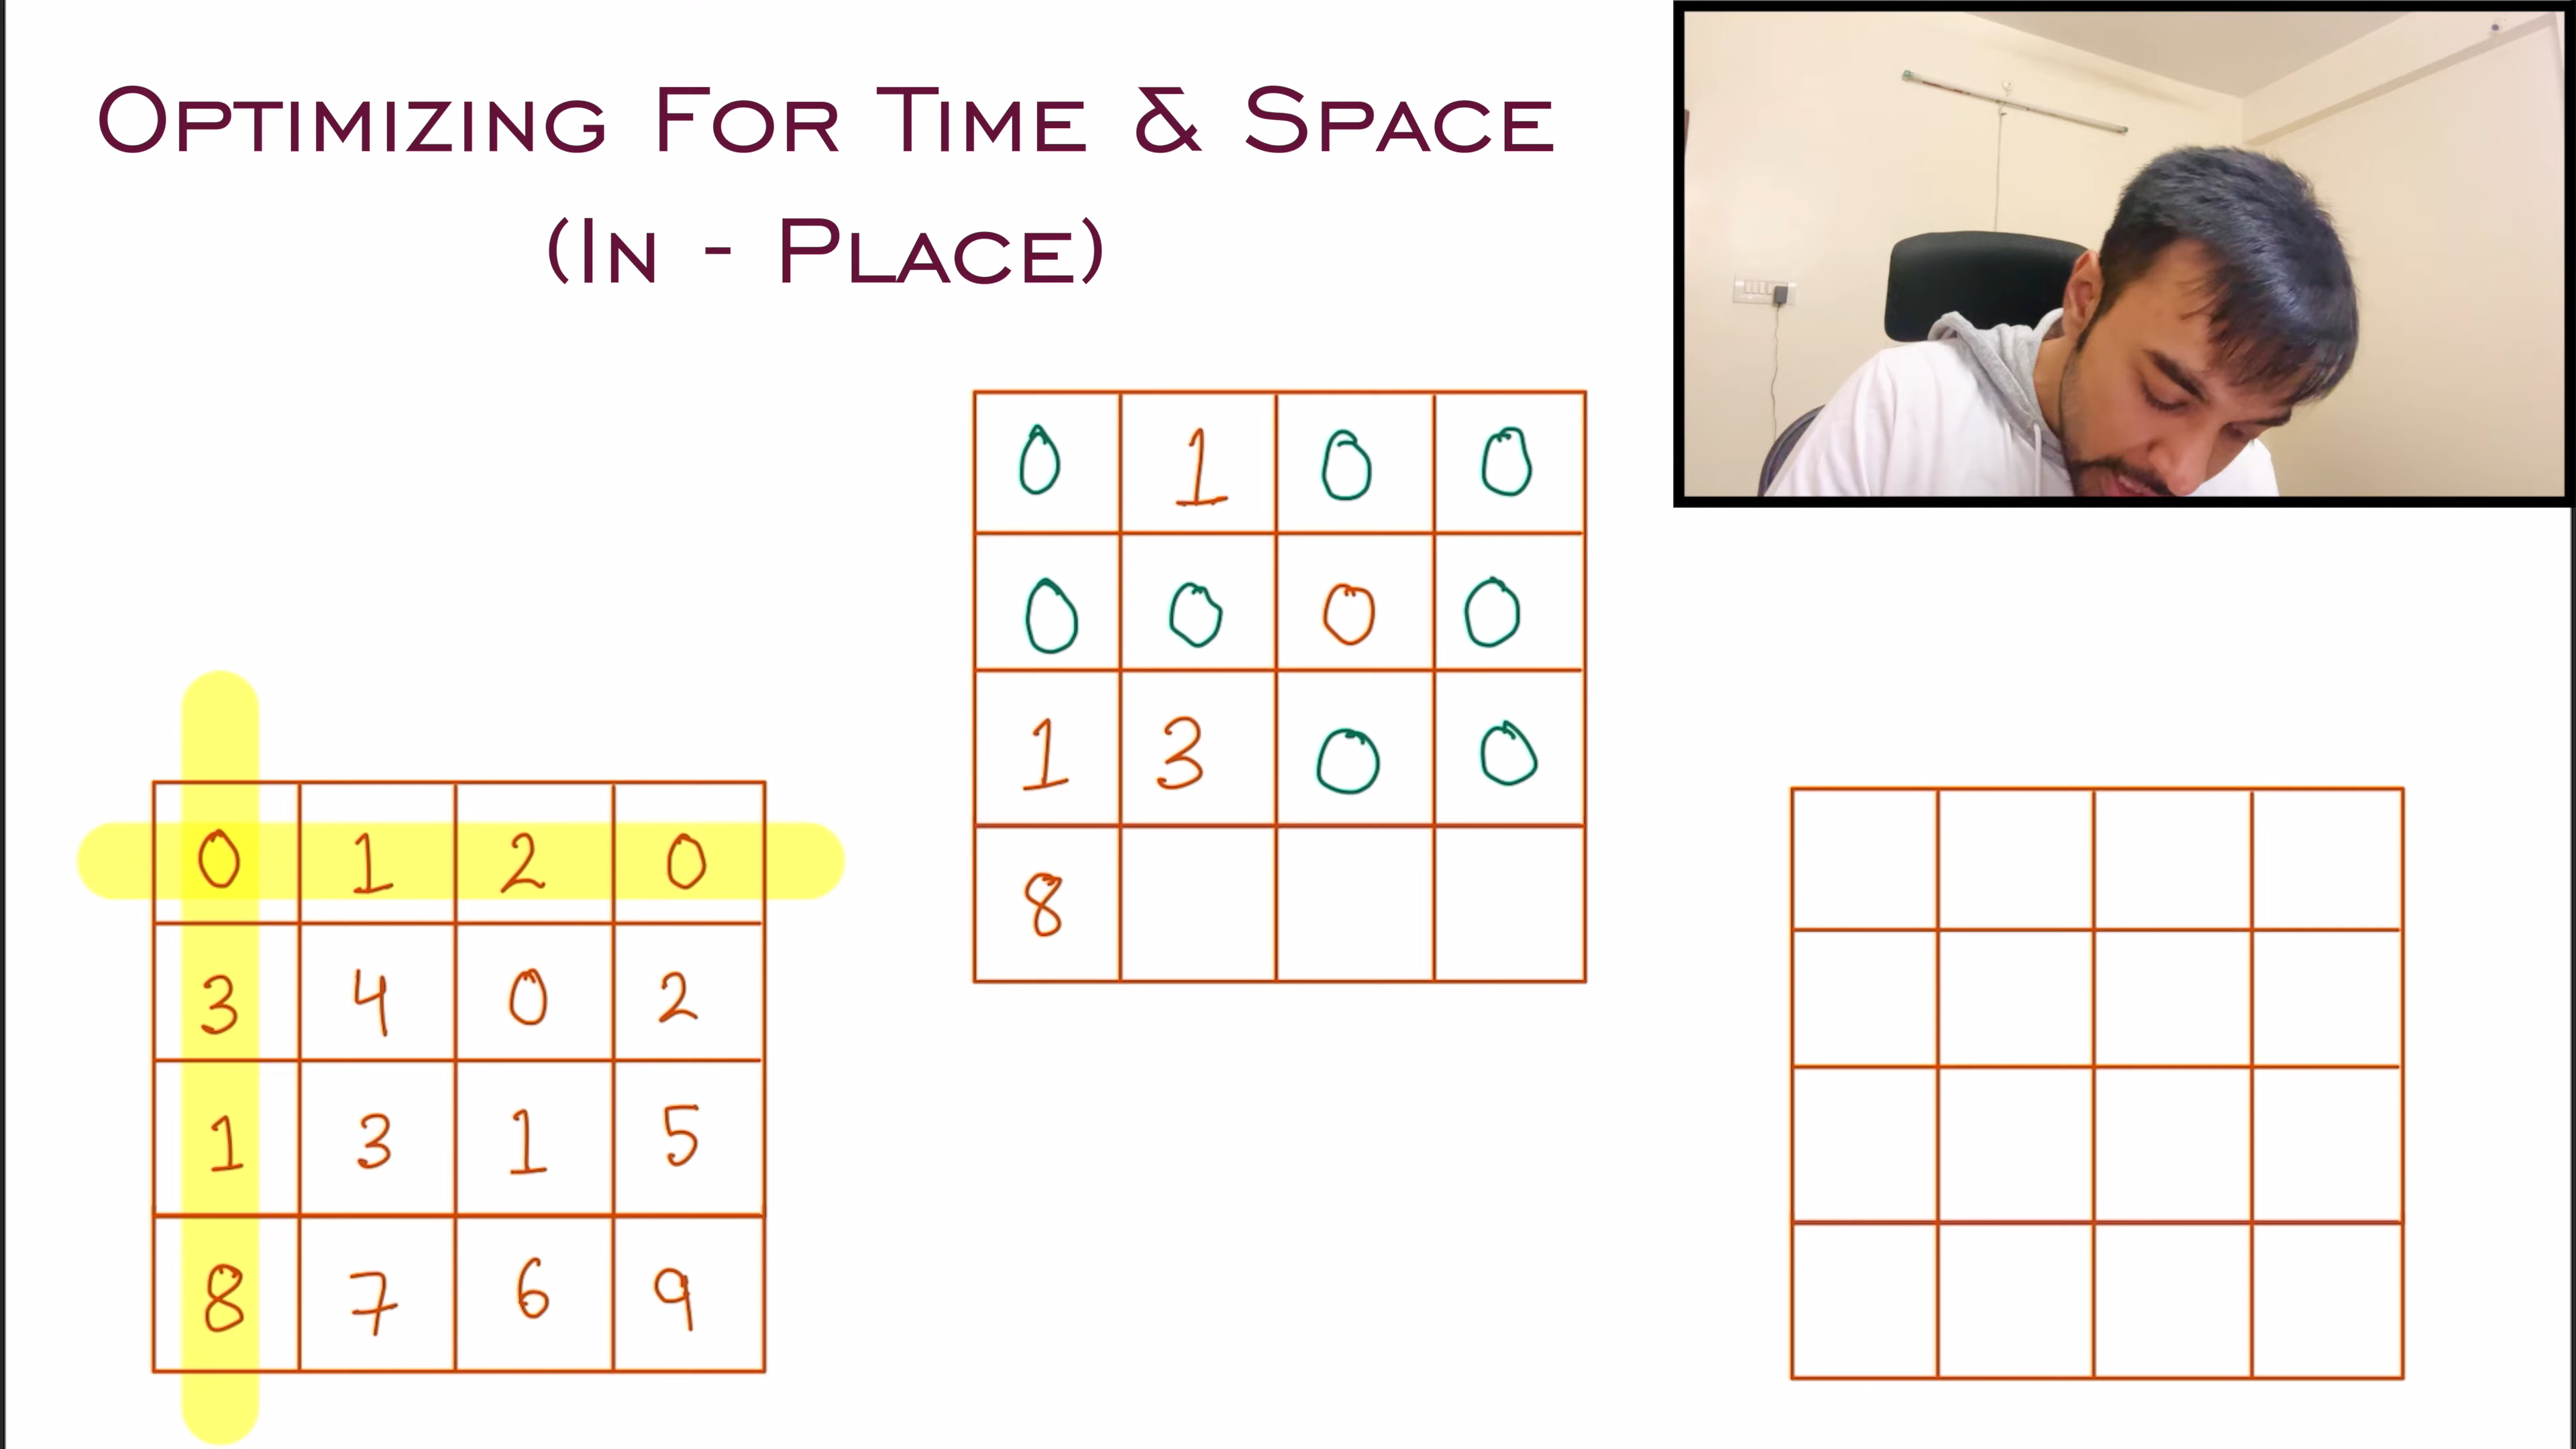 OPTIMIZING FOR TIME & SPACE
(IN - PLACE)
0 1 0 0
0 0 0 0
1 3 0 0
8
0 1 2 0
3 4 0 2
1 3 1 5
8 7 6 9